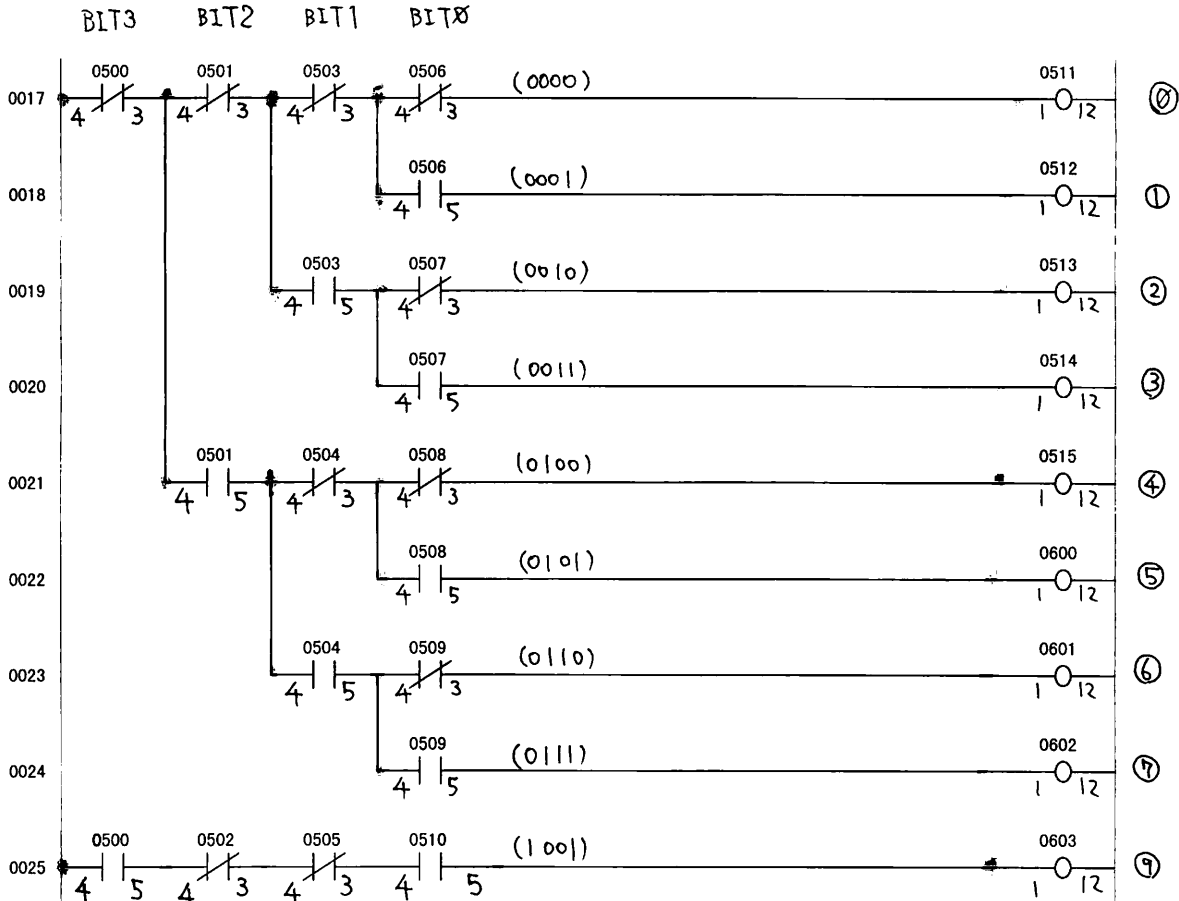 BIT3 BIT2 BIT1 BIT0
0500 0501 0503 0506 (0000) 0511
0017 4 3 4 3 4 3 4 3 1 12 ⓪
0506 (0001) 0512
0018 4 5 1 12 ①
0503 0507 (0010) 0513
0019 4 5 4 3 1 12 ②
0507 (0011) 0514
0020 4 5 1 12 ③
0501 0504 0508 (0100) 0515
0021 4 5 4 3 4 3 1 12 ④
0508 (0101) 0600
0022 4 5 1 12 ⑤
0504 0509 (0110) 0601
0023 4 5 4 3 1 12 ⑥
0509 (0111) 0602
0024 4 5 1 12 ⑦
0500 0502 0505 0510 (1001) 0603
0025 4 5 4 3 4 3 4 5 1 12 ⑨